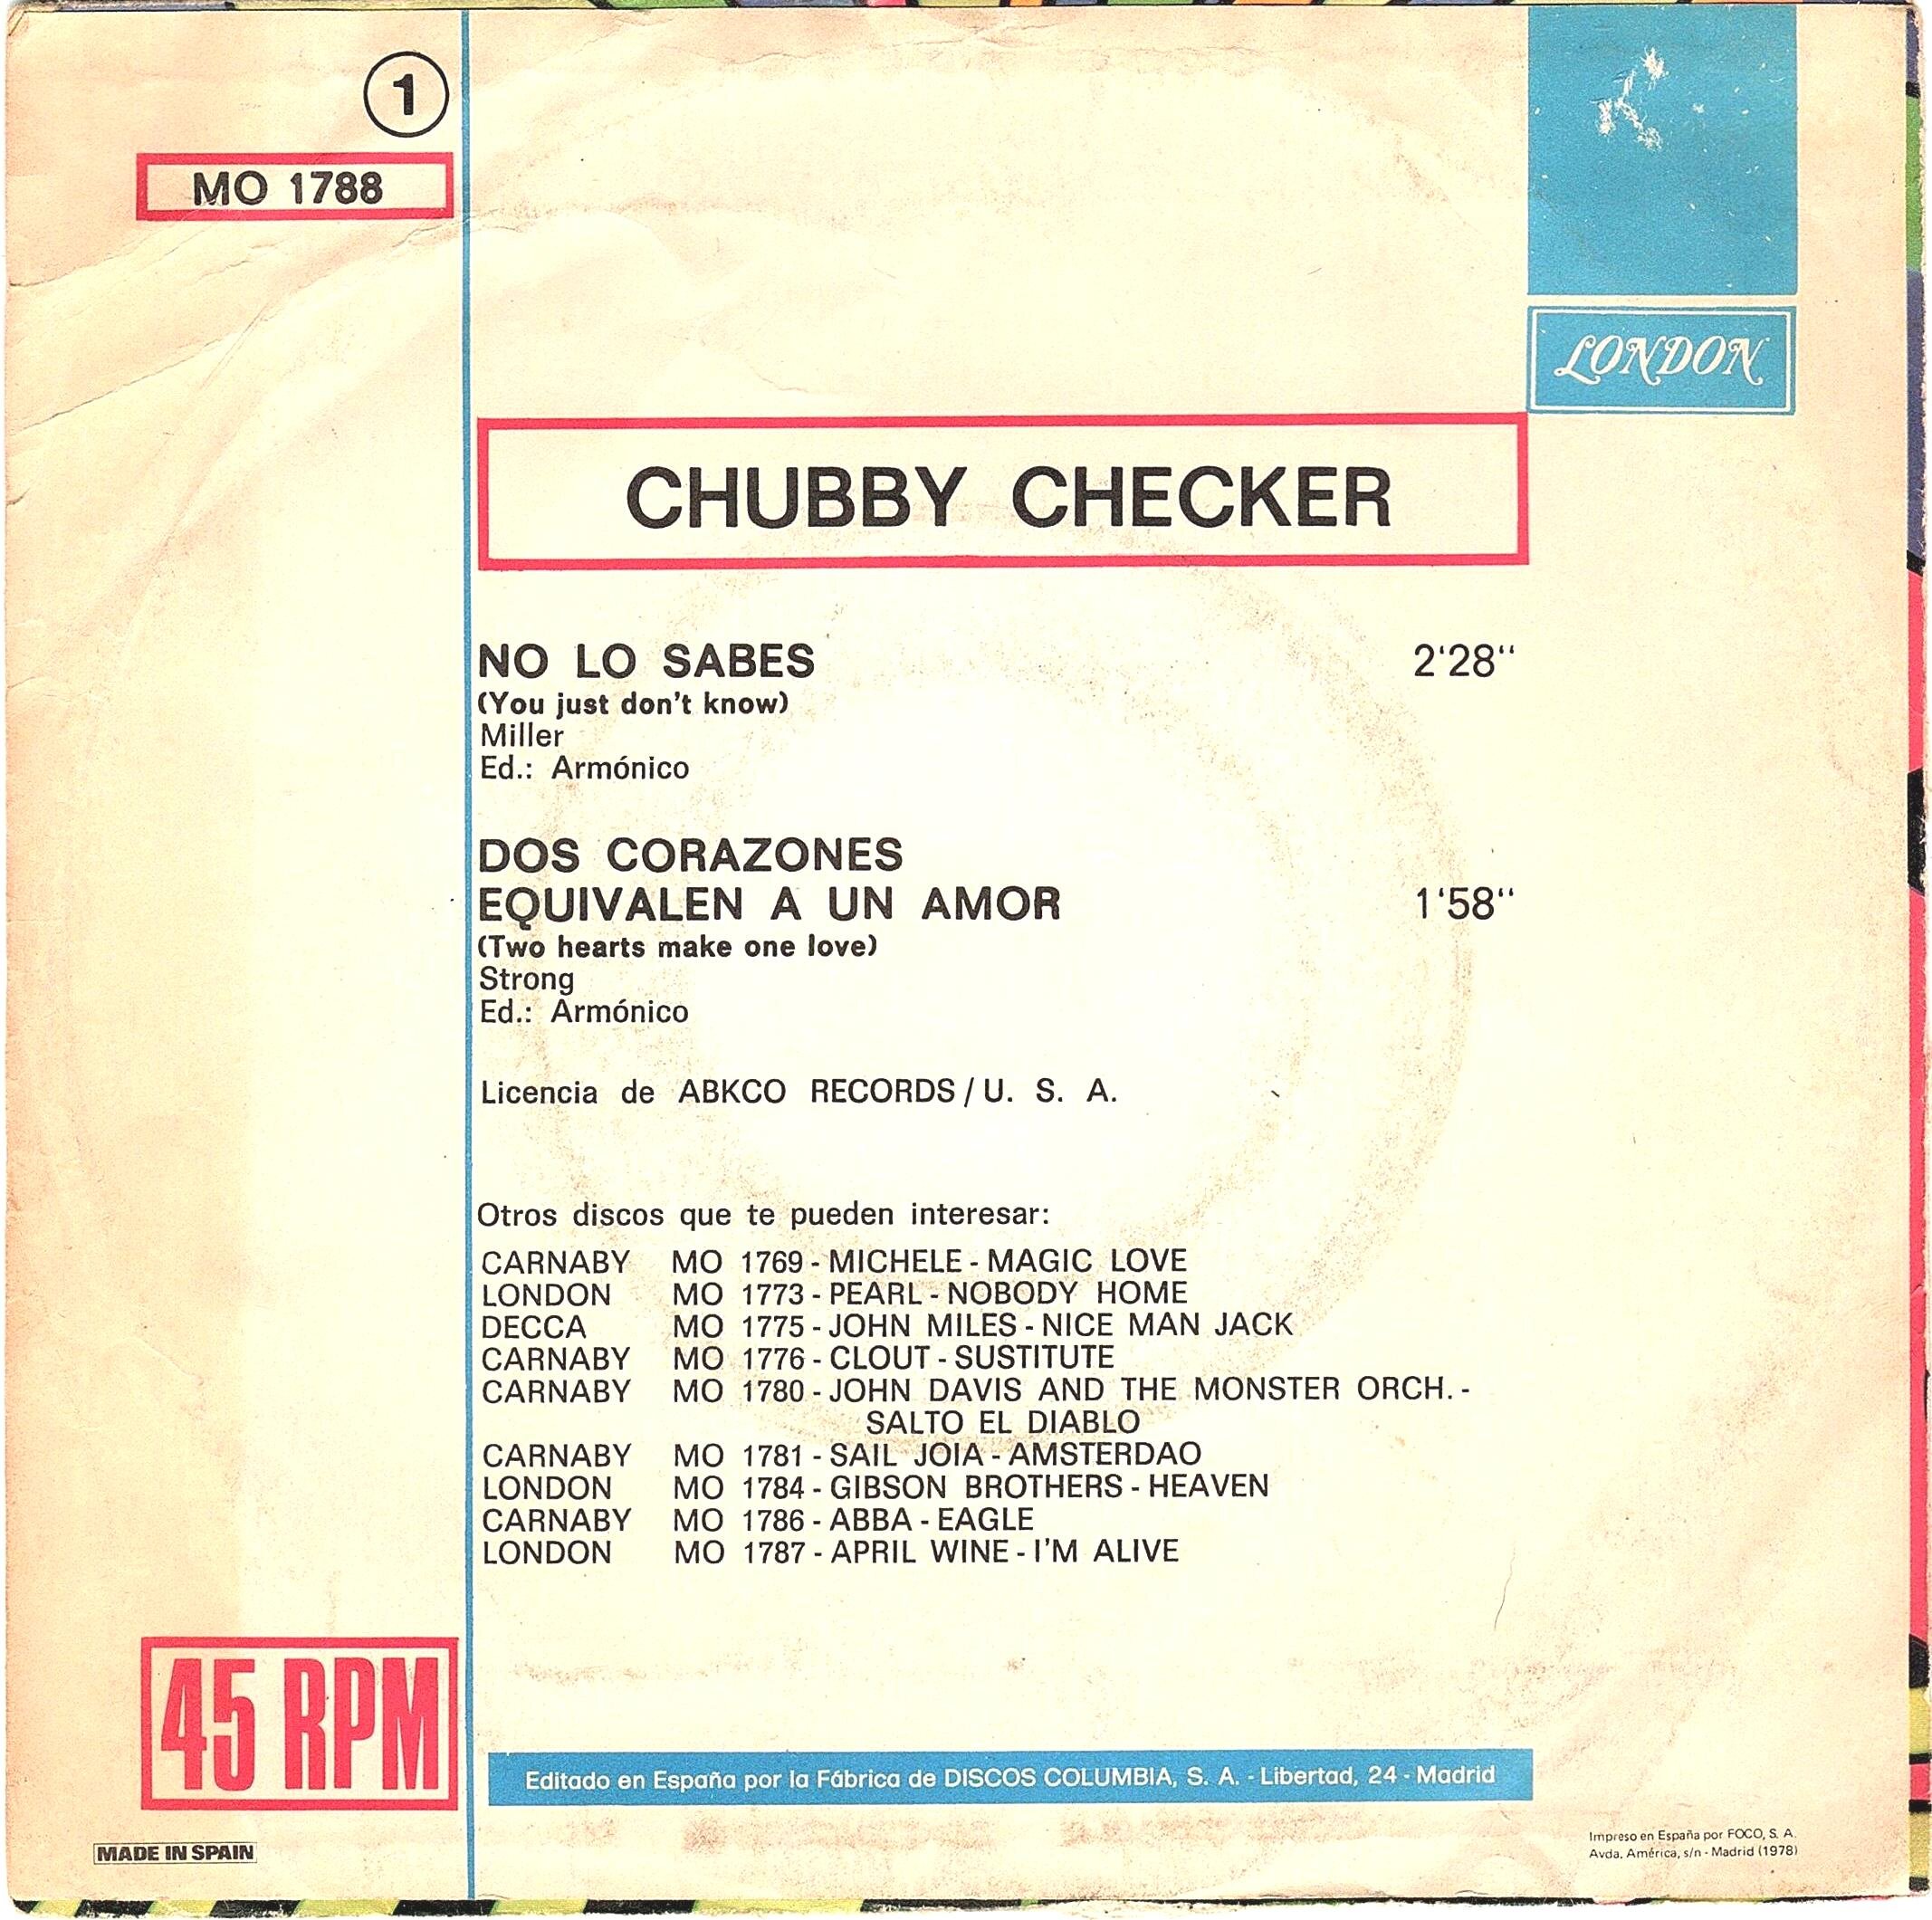 1
MO 1788
LONDON
CHUBBY CHECKER
NO LO SABES 2'28"
(You just don't know)
Miller
Ed.: Armónico
DOS CORAZONES
EQUIVALEN A UN AMOR 1'58"
(Two hearts make one love)
Strong
Ed.: Armónico
Licencia de ABKCO RECORDS / U. S. A.
Otros discos que te pueden interesar:
CARNABY MO 1769 - MICHELE - MAGIC LOVE
LONDON MO 1773 - PEARL - NOBODY HOME
DECCA MO 1775 - JOHN MILES - NICE MAN JACK
CARNABY MO 1776 - CLOUT - SUSTITUTE
CARNABY MO 1780 - JOHN DAVIS AND THE MONSTER ORCH. -
SALTO EL DIABLO
CARNABY MO 1781 - SAIL JOIA - AMSTERDAO
LONDON MO 1784 - GIBSON BROTHERS - HEAVEN
CARNABY MO 1786 - ABBA - EAGLE
LONDON MO 1787 - APRIL WINE - I'M ALIVE
45 RPM
Editado en España por la Fábrica de DISCOS COLUMBIA, S. A. - Libertad, 24 - Madrid
MADE IN SPAIN
Impreso en España por FOCO, S. A.
Avda. América, s/n - Madrid (1978)